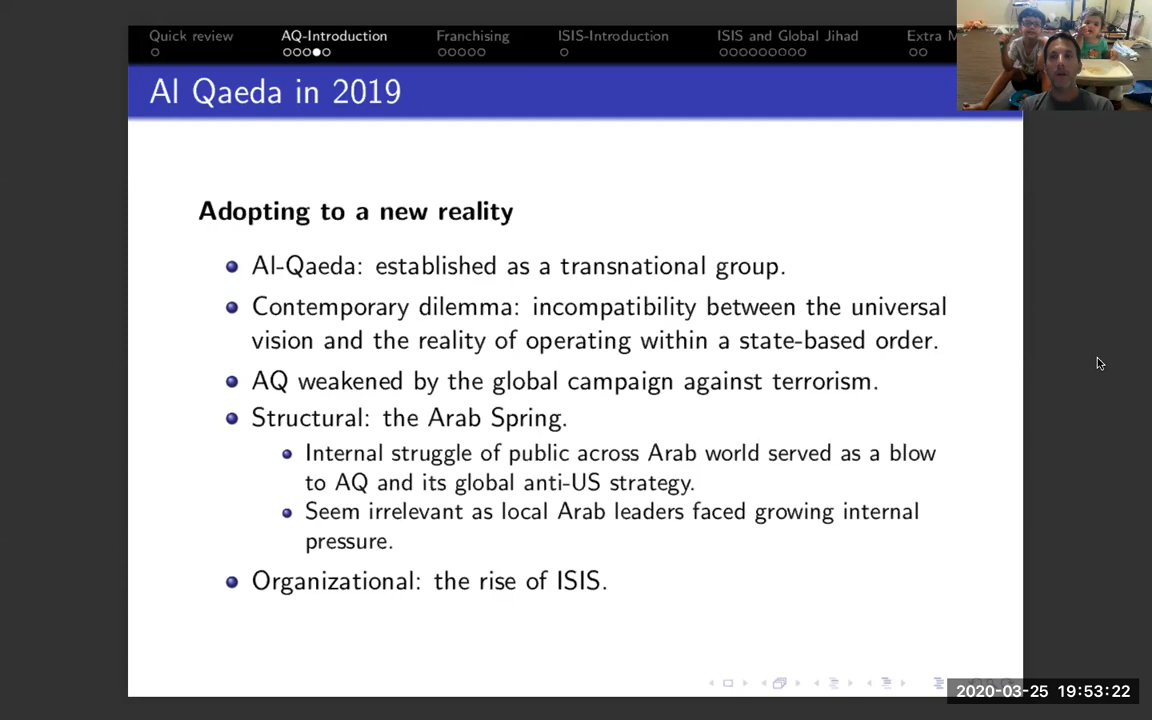 Quick review AQ-Introduction Franchising ISIS-Introduction ISIS and Global Jihad Extra M
Al Qaeda in 2019
Adopting to a new reality
Al-Qaeda: established as a transnational group.
Contemporary dilemma: incompatibility between the universal
vision and the reality of operating within a state-based order.
AQ weakened by the global campaign against terrorism.
Structural: the Arab Spring.
Internal struggle of public across Arab world served as a blow
to AQ and its global anti-US strategy.
Seem irrelevant as local Arab leaders faced growing internal
pressure.
Organizational: the rise of ISIS.
2020-03-25 19:53:22